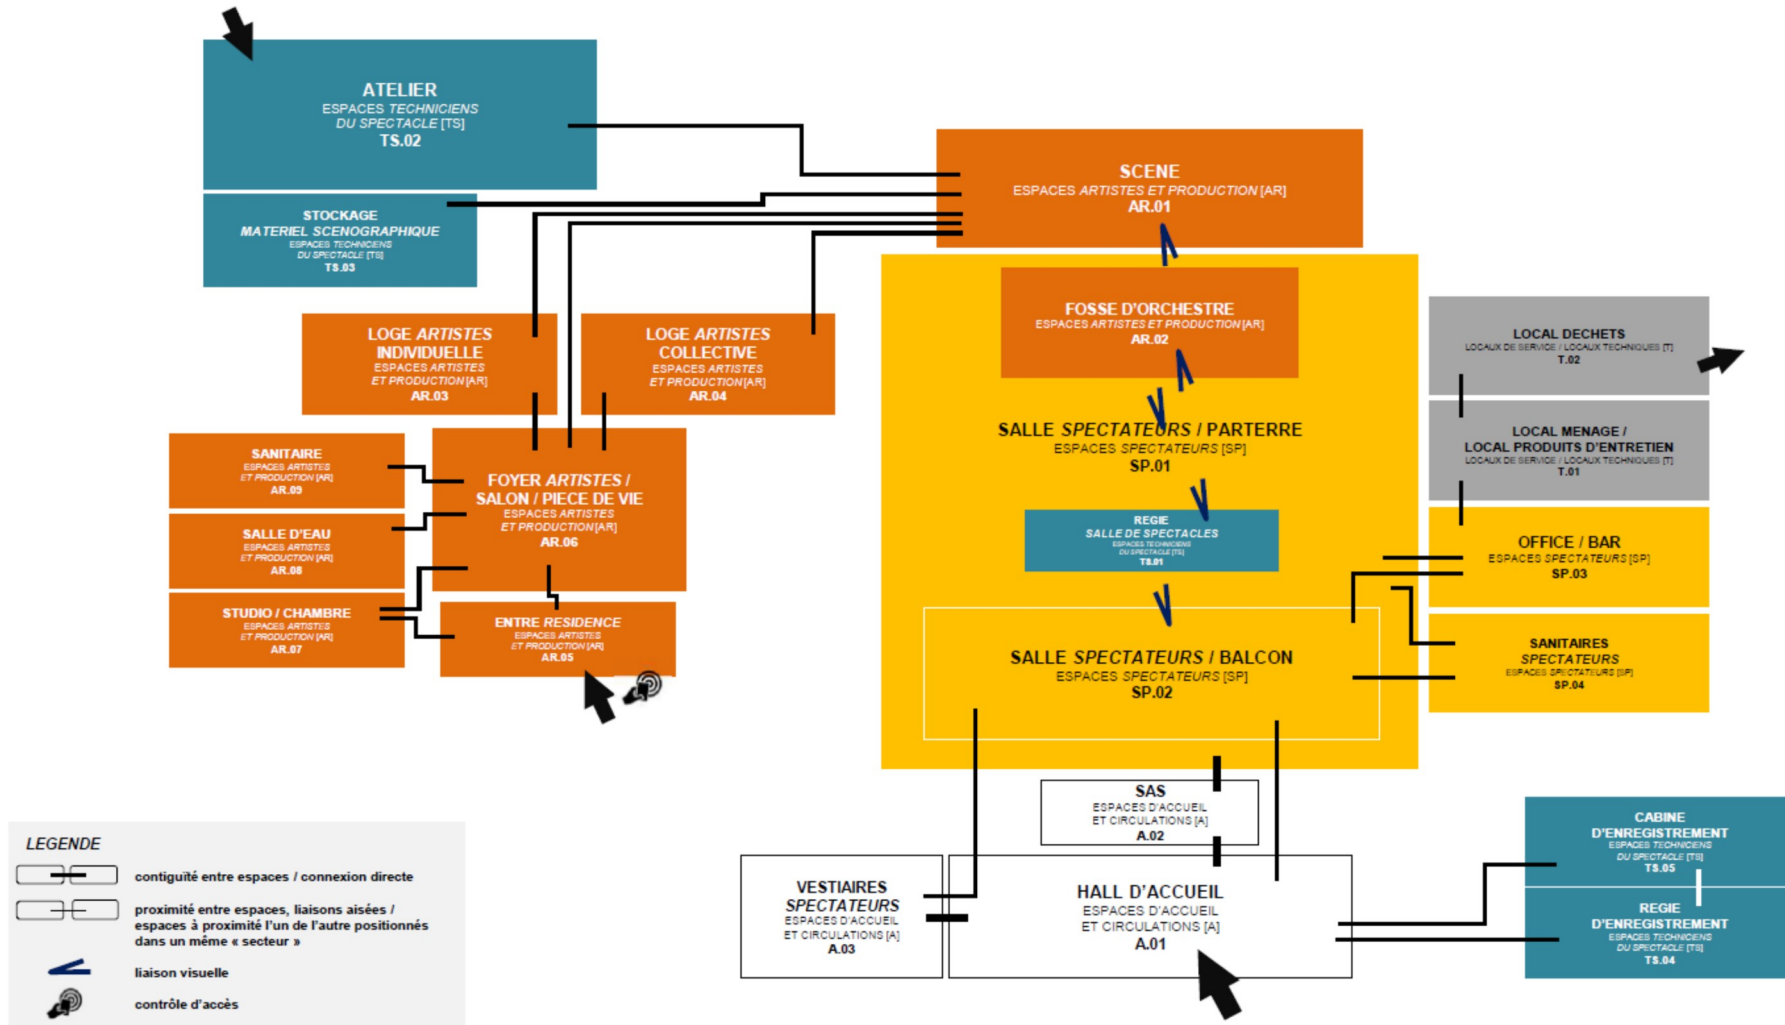 ATELIER
ESPACES TECHNICIENS
DU SPECTACLE [TS]
TS.02
STOCKAGE
MATERIEL SCENOGRAPHIQUE
ESPACES TECHNICIENS
DU SPECTACLE [TS]
TS.03
SCENE
ESPACES ARTISTES ET PRODUCTION [AR]
AR.01
FOSSE D'ORCHESTRE
ESPACES ARTISTES ET PRODUCTION [AR]
AR.02
LOGE ARTISTES
INDIVIDUELLE
ESPACES ARTISTES
ET PRODUCTION [AR]
AR.03
LOGE ARTISTES
COLLECTIVE
ESPACES ARTISTES
ET PRODUCTION [AR]
AR.04
LOCAL DECHETS
LOCAUX DE SERVICE / LOCAUX TECHNIQUES [T]
T.02
LOCAL MENAGE /
LOCAL PRODUITS D'ENTRETIEN
LOCAUX DE SERVICE / LOCAUX TECHNIQUES [T]
T.01
SALLE SPECTATEURS / PARTERRE
ESPACES SPECTATEURS [SP]
SP.01
SANITAIRE
ESPACES ARTISTES
ET PRODUCTION [AR]
AR.09
FOYER ARTISTES /
SALON / PIECE DE VIE
ESPACES ARTISTES
ET PRODUCTION [AR]
AR.06
SALLE D'EAU
ESPACES ARTISTES
ET PRODUCTION [AR]
AR.08
REGIE
SALLE DE SPECTACLES
ESPACES TECHNICIENS
DU SPECTACLE [TS]
TS.01
OFFICE / BAR
ESPACES SPECTATEURS [SP]
SP.03
STUDIO / CHAMBRE
ESPACES ARTISTES
ET PRODUCTION [AR]
AR.07
ENTRE RESIDENCE
ESPACES ARTISTES
ET PRODUCTION [AR]
AR.05
SALLE SPECTATEURS / BALCON
ESPACES SPECTATEURS [SP]
SP.02
SANITAIRES
SPECTATEURS
ESPACES SPECTATEURS [SP]
SP.04
SAS
ESPACES D'ACCUEIL
ET CIRCULATIONS [A]
A.02
VESTIAIRES
SPECTATEURS
ESPACES D'ACCUEIL
ET CIRCULATIONS [A]
A.03
HALL D'ACCUEIL
ESPACES D'ACCUEIL
ET CIRCULATIONS [A]
A.01
CABINE
D'ENREGISTREMENT
ESPACES TECHNICIENS
DU SPECTACLE [TS]
TS.05
REGIE
D'ENREGISTREMENT
ESPACES TECHNICIENS
DU SPECTACLE [TS]
TS.04
LEGENDE
contiguïté entre espaces / connexion directe
proximité entre espaces, liaisons aisées /
espaces à proximité l'un de l'autre positionnés
dans un même « secteur »
liaison visuelle
contrôle d'accès